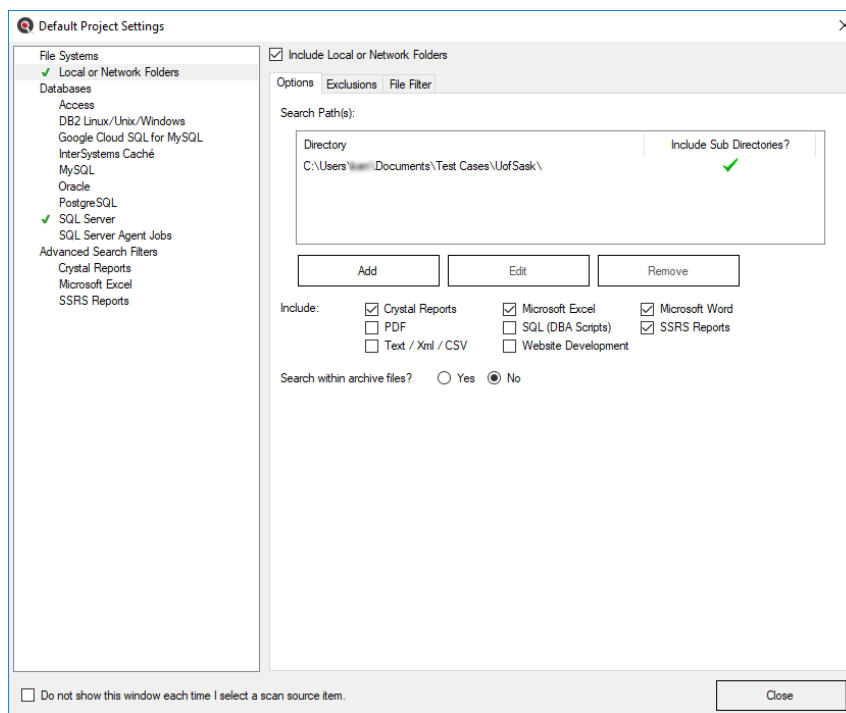 Default Project Settings
File Systems
Local or Network Folders
Databases
Access
DB2 Linux/Unix/Windows
Google Cloud SQL for MySQL
InterSystems Caché
MySQL
Oracle
PostgreSQL
SQL Server
SQL Server Agent Jobs
Advanced Search Filters
Crystal Reports
Microsoft Excel
SSRS Reports
Include Local or Network Folders
Options Exclusions File Filter
Search Path(s):
Directory Include Sub Directories?
C:\Users\ \Documents\Test Cases\UofSask\
Add Edit Remove
Include: Crystal Reports Microsoft Excel Microsoft Word
PDF SQL (DBA Scripts) SSRS Reports
Text / Xml / CSV Website Development
Search within archive files? Yes No
Do not show this window each time I select a scan source item.
Close